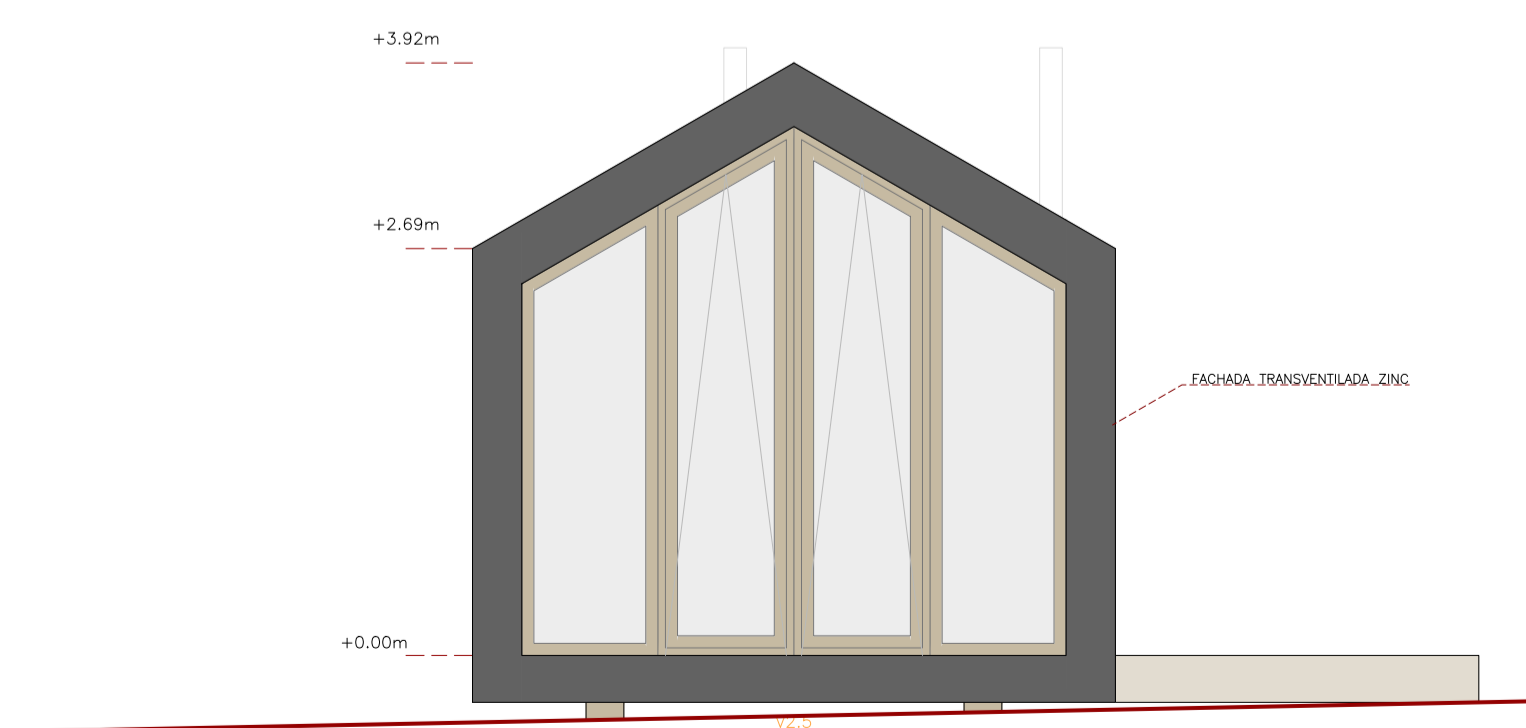 +3.92m
+2.69m
FACHADA TRANSVENTILADA ZINC
+0.00m
V2.5